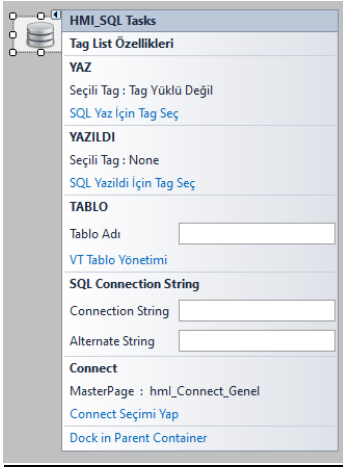 HMI_SQL Tasks
Tag List Özellikleri
YAZ
Seçili Tag : Tag Yüklü Değil
SQL Yaz İçin Tag Seç
YAZILDI
Seçili Tag : None
SQL Yazildi İçin Tag Seç
TABLO
Tablo Adı
VT Tablo Yönetimi
SQL Connection String
Connection String
Alternate String
Connect
MasterPage : hml_Connect_Genel
Connect Seçimi Yap
Dock in Parent Container